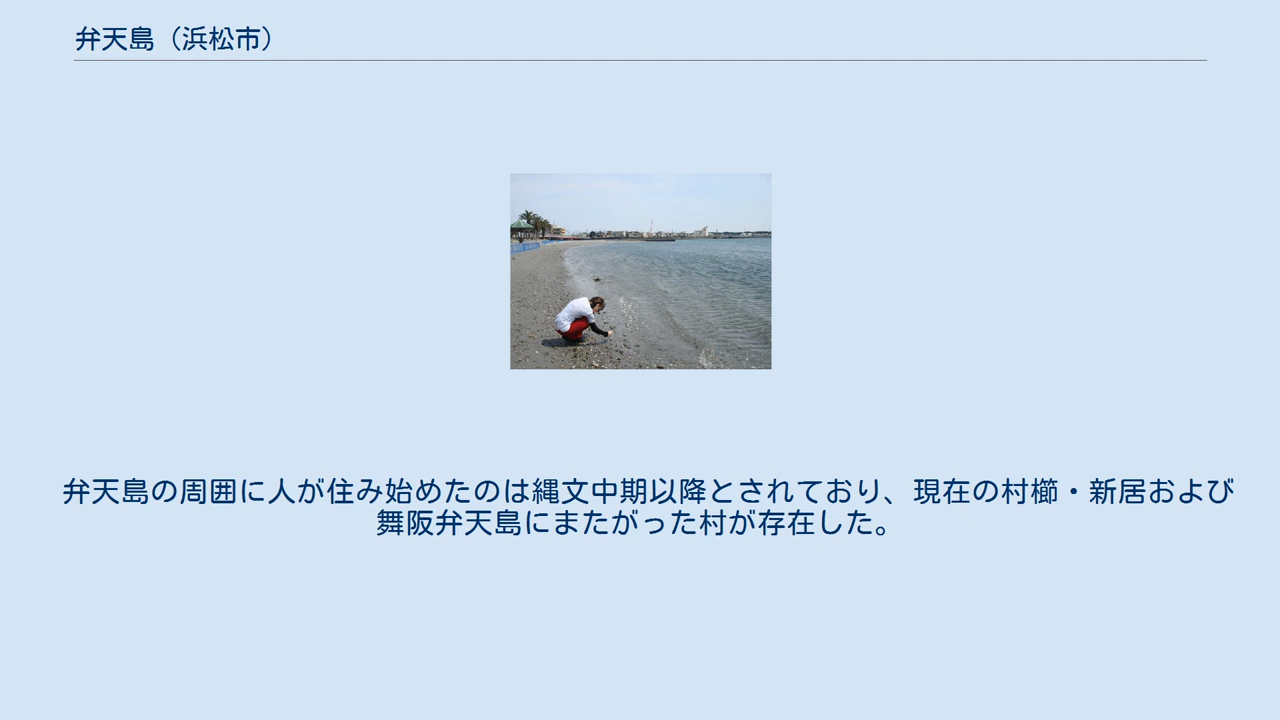 弁天島（浜松市）
弁天島の周囲に人が住み始めたのは縄文中期以降とされており、現在の村櫛・新居および
舞阪弁天島にまたがった村が存在した。